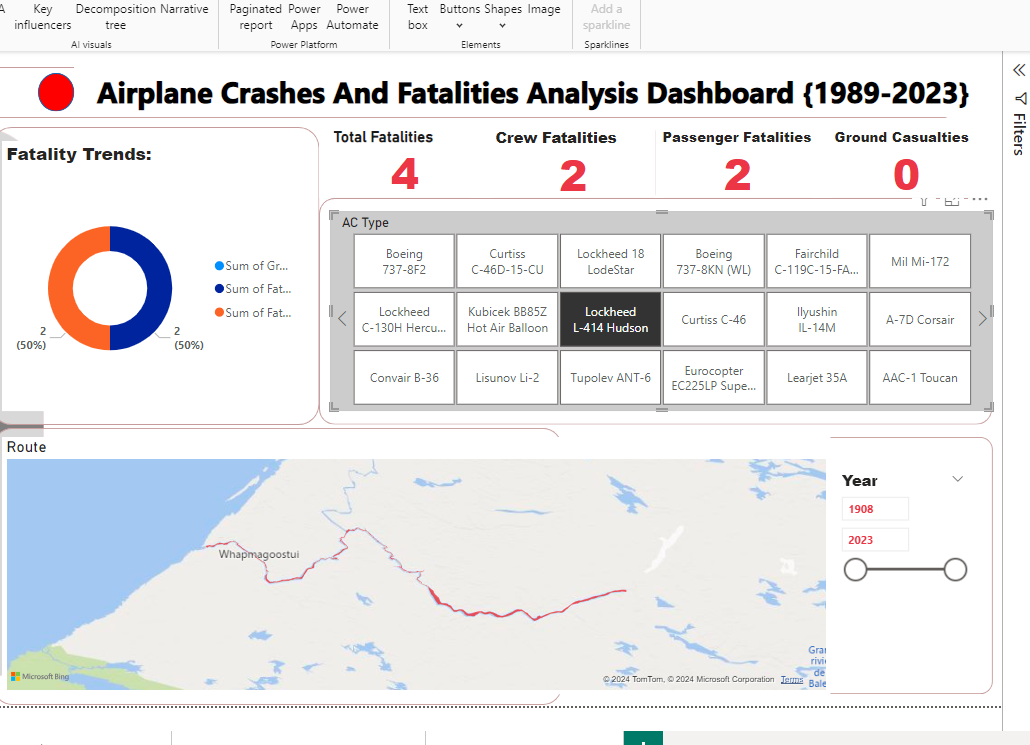 A
Key
influencers
Decomposition
tree
Narrative
AI visuals
Paginated
report
Power
Apps
Power
Automate
Power Platform
Text
box
Buttons
Shapes
Image
Elements
Add a
sparkline
Sparklines
Airplane Crashes And Fatalities Analysis Dashboard {1989-2023}
Filters
Fatality Trends:
Sum of Gr...
Sum of Fat...
Sum of Fat...
2
(50%)
2
(50%)
Total Fatalities
4
Crew Fatalities
2
Passenger Fatalities
2
Ground Casualties
0
AC Type
Boeing
737-8F2
Curtiss
C-46D-15-CU
Lockheed 18
LodeStar
Boeing
737-8KN (WL)
Fairchild
C-119C-15-FA...
Mil Mi-172
Lockheed
C-130H Hercu...
Kubicek BB85Z
Hot Air Balloon
Lockheed
L-414 Hudson
Curtiss C-46
Ilyushin
IL-14M
A-7D Corsair
Convair B-36
Lisunov Li-2
Tupolev ANT-6
Eurocopter
EC225LP Supe...
Learjet 35A
AAC-1 Toucan
Route
Whapmagoostui
Microsoft Bing
© 2024 TomTom, © 2024 Microsoft Corporation Terms
Gran
rivi
de
Bale
Year
1908
2023